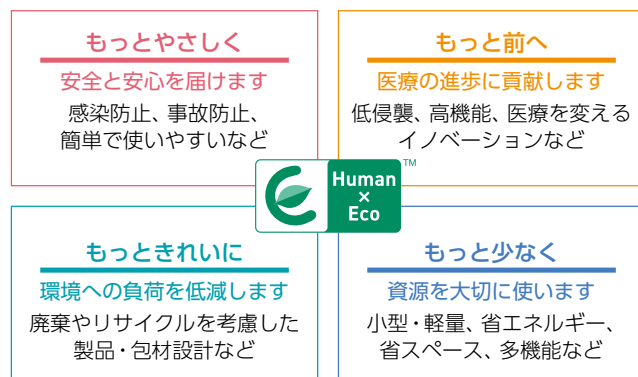 もっとやさしく
安全と安心を届けます
感染防止、事故防止、
簡単で使いやすいなど
もっと前へ
医療の進歩に貢献します
低侵襲、高機能、医療を変える
イノベーションなど
Human
×
Eco
™
もっときれいに
環境への負荷を低減します
廃棄やリサイクルを考慮した
製品・包材設計など
もっと少なく
資源を大切に使います
小型・軽量、省エネルギー、
省スペース、多機能など